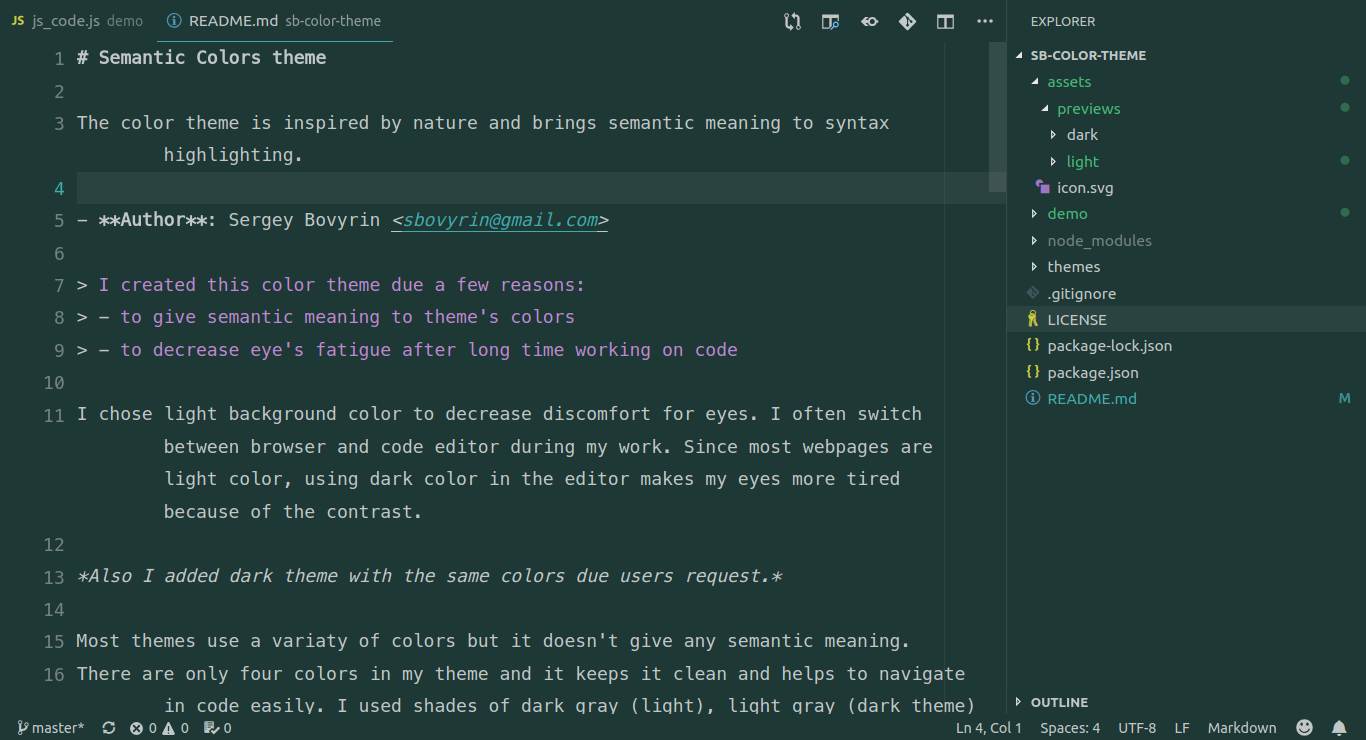 JS js_code.js demo README.md sb-color-theme
1 # Semantic Colors theme
2
3 The color theme is inspired by nature and brings semantic meaning to syntax
highlighting.
4
5 - **Author**: Sergey Bovyrin <sbovyrin@gmail.com>
6
7 > I created this color theme due a few reasons:
8 > - to give semantic meaning to theme's colors
9 > - to decrease eye's fatigue after long time working on code
10
11 I chose light background color to decrease discomfort for eyes. I often switch
between browser and code editor during my work. Since most webpages are
light color, using dark color in the editor makes my eyes more tired
because of the contrast.
12
13 *Also I added dark theme with the same colors due users request.*
14
15 Most themes use a variaty of colors but it doesn't give any semantic meaning.
16 There are only four colors in my theme and it keeps it clean and helps to navigate
in code easily. I used shades of dark gray (light), light gray (dark theme)
EXPLORER
SB-COLOR-THEME
assets
previews
dark
light
icon.svg
demo
node_modules
themes
.gitignore
LICENSE
{} package-lock.json
{} package.json
README.md M
OUTLINE
master* 0 0 0 Ln 4, Col 1 Spaces: 4 UTF-8 LF Markdown